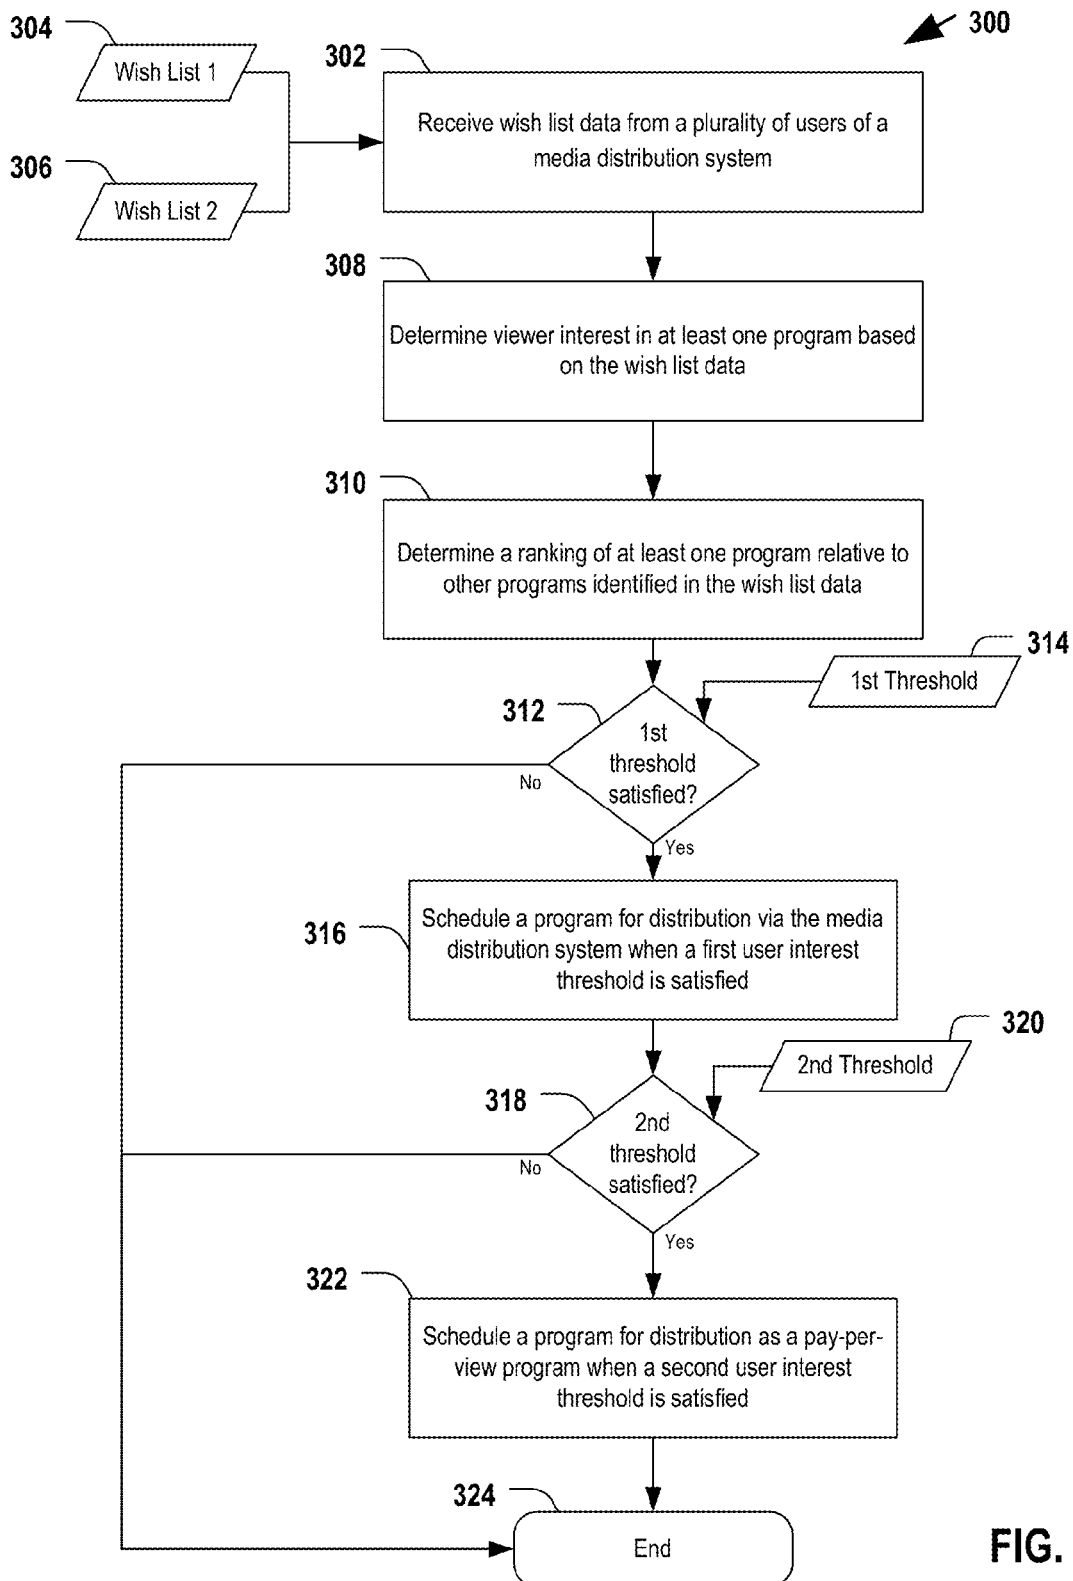 300
304
Wish List 1
302
Receive wish list data from a plurality of users of a
media distribution system
306
Wish List 2
308
Determine viewer interest in at least one program based
on the wish list data
310
Determine a ranking of at least one program relative to
other programs identified in the wish list data
314
1st Threshold
312
1st
threshold
satisfied?
No
Yes
316
Schedule a program for distribution via the media
distribution system when a first user interest
threshold is satisfied
320
2nd Threshold
318
2nd
threshold
satisfied?
No
Yes
322
Schedule a program for distribution as a pay-per-
view program when a second user interest
threshold is satisfied
324
End
FIG.